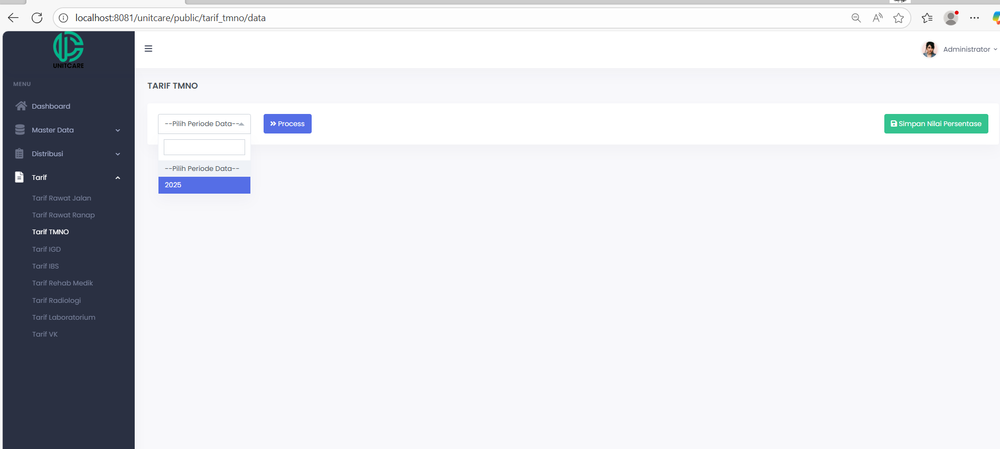 localhost:8081/unitcare/public/tarif_tmno/data
UNITCARE
Administrator
MENU
Dashboard
Master Data
Distribusi
Tarif
Tarif Rawat Jalan
Tarif Rawat Ranap
Tarif TMNO
Tarif IGD
Tarif IBS
Tarif Rehab Medik
Tarif Radiologi
Tarif Laboratorium
Tarif VK
TARIF TMNO
--Pilih Periode Data--
Process
Simpan Nilai Persentase
--Pilih Periode Data--
2025